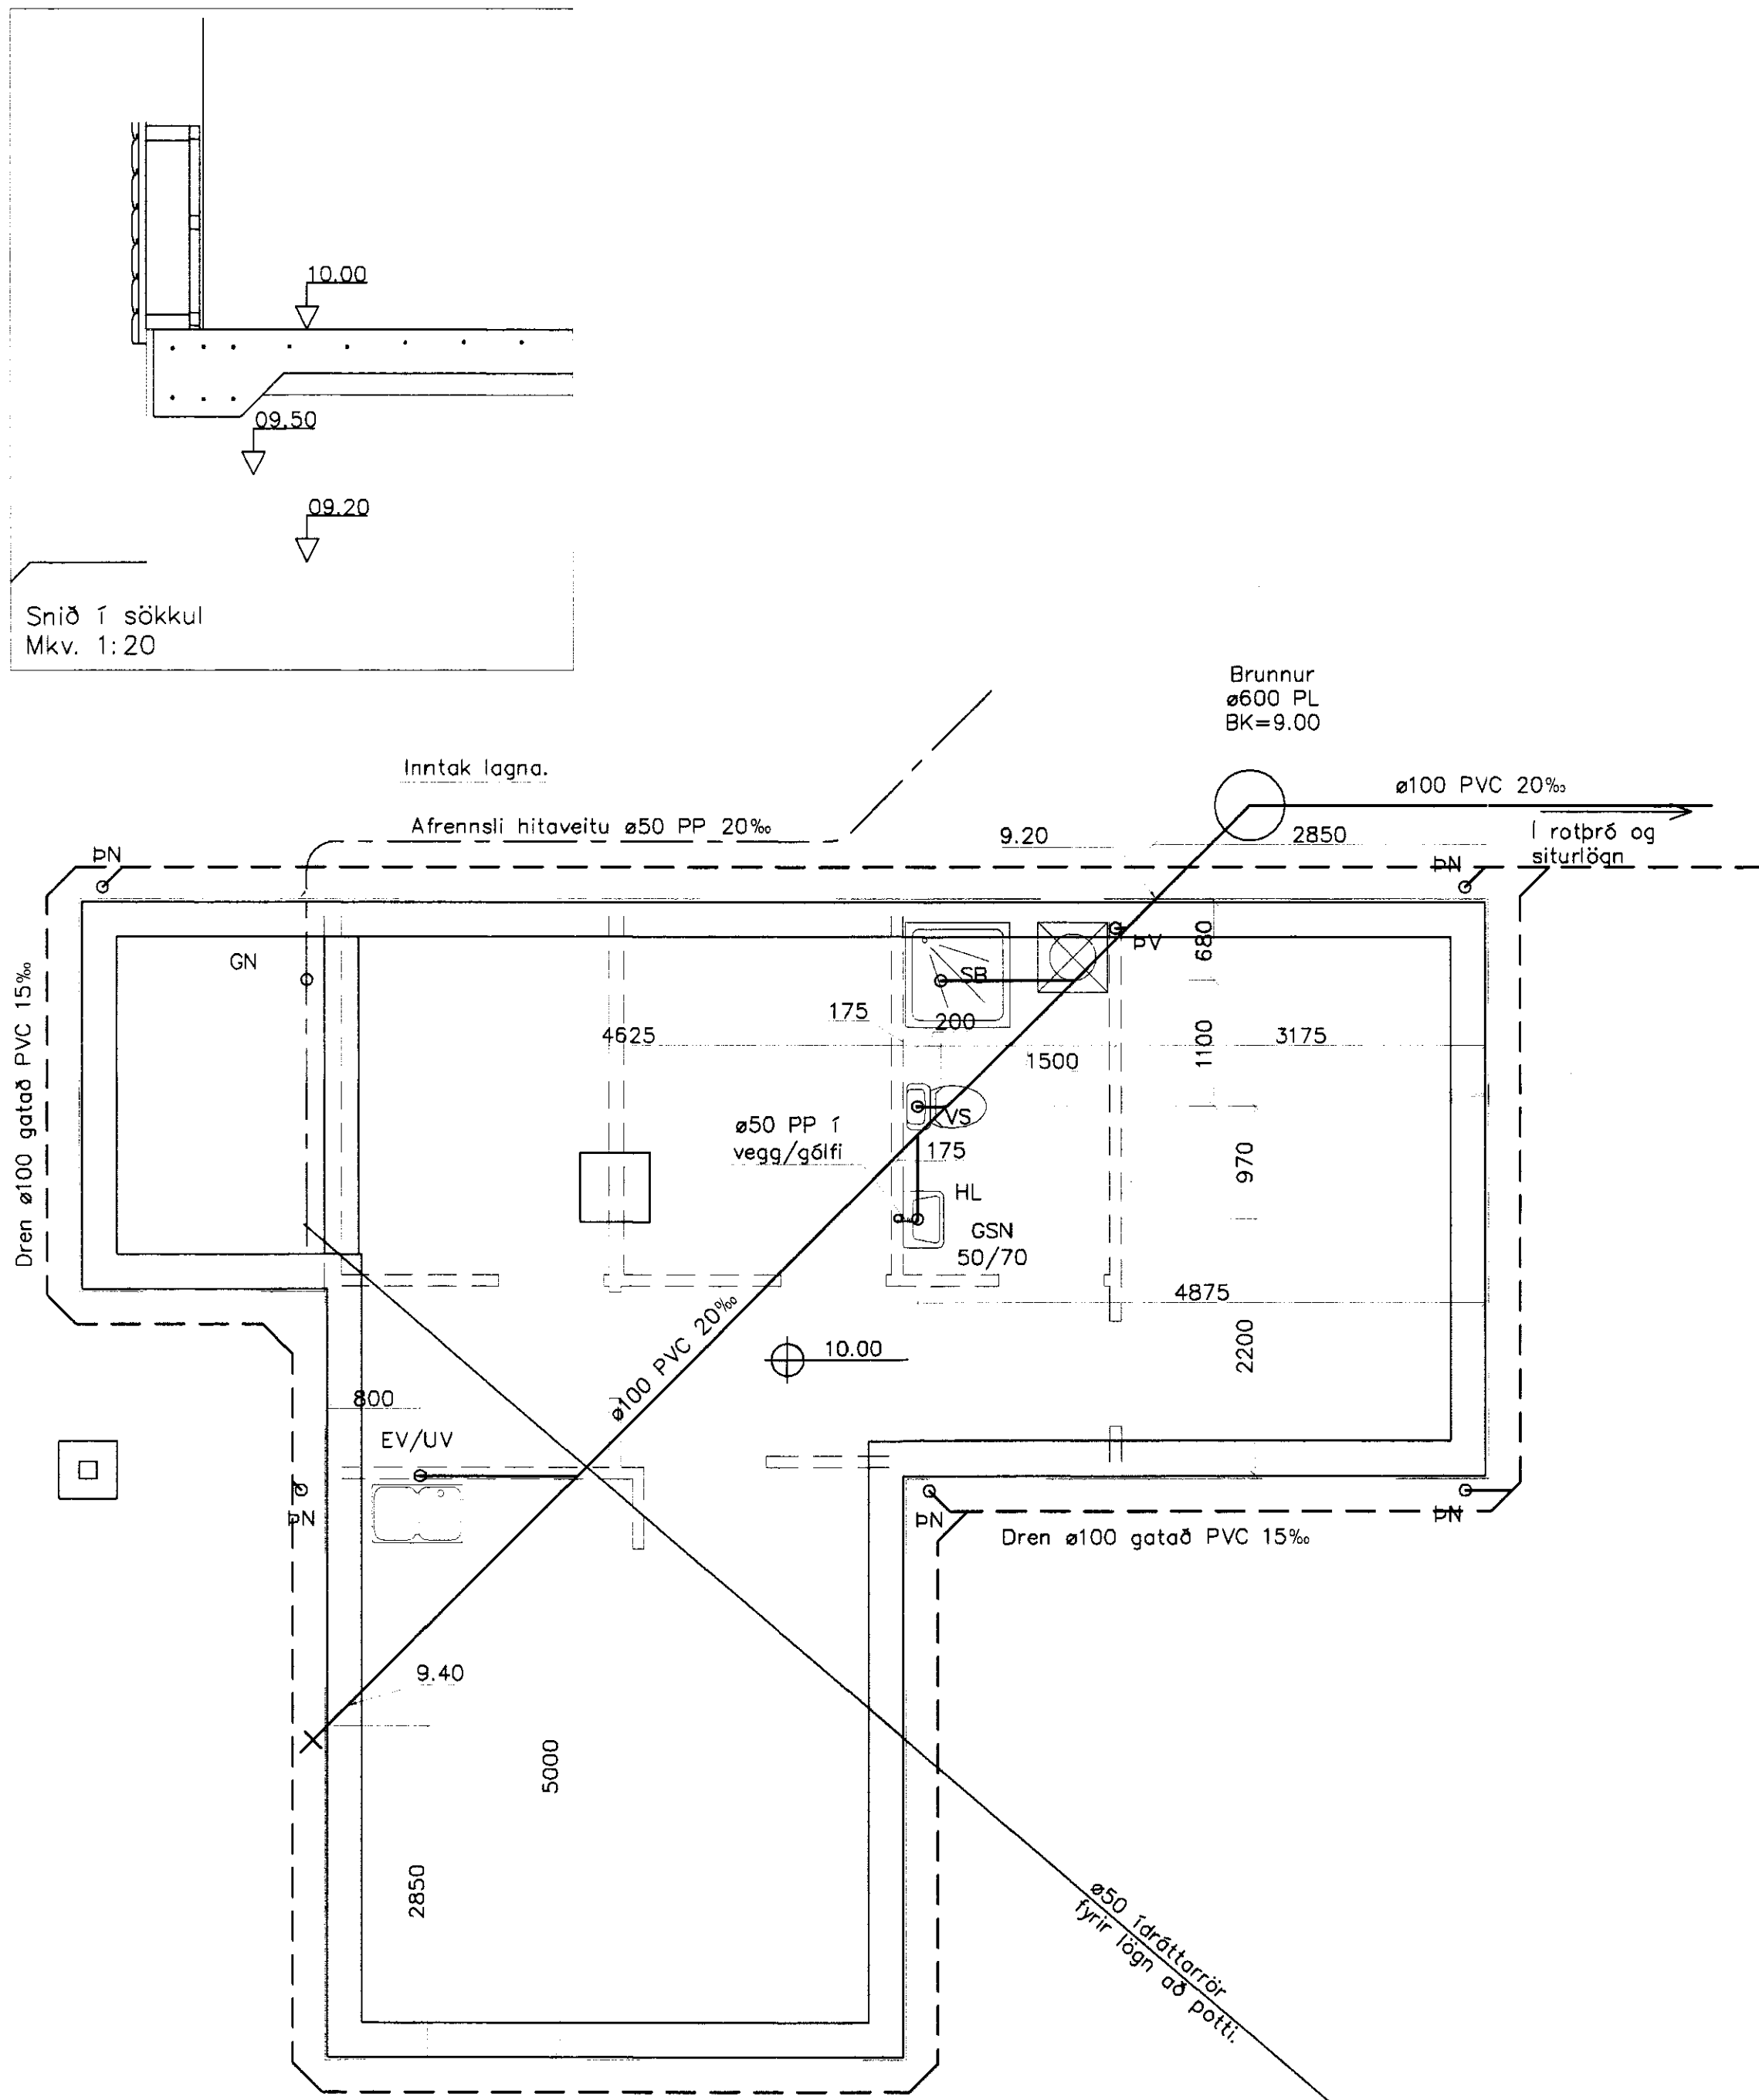 10.00
09.50
09.20
Snið í sökkul
Mkv. 1:20
Brunnur
ø600 PL
BK=9.00
Inntak lagna.
ø100 PVC 20‰
Afrennsli hitaveitu ø50 PP 20‰
9.20
2850
Í rotþró og
siturlögn
ÞN
ÞN
GN
SB
ÞV
680
175
200
4625
1500
1100
3175
Dren ø100 gatað PVC 15‰
VS
ø50 PP í
vegg/gólfi
175
970
HL
GSN
50/70
4875
ø100 PVC 20‰
10.00
2200
800
EV/UV
ÞN
ÞN
ÞN
Dren ø100 gatað PVC 15‰
9.40
5000
2850
ø50 ídráttarrör
fyrir lögn að potti.